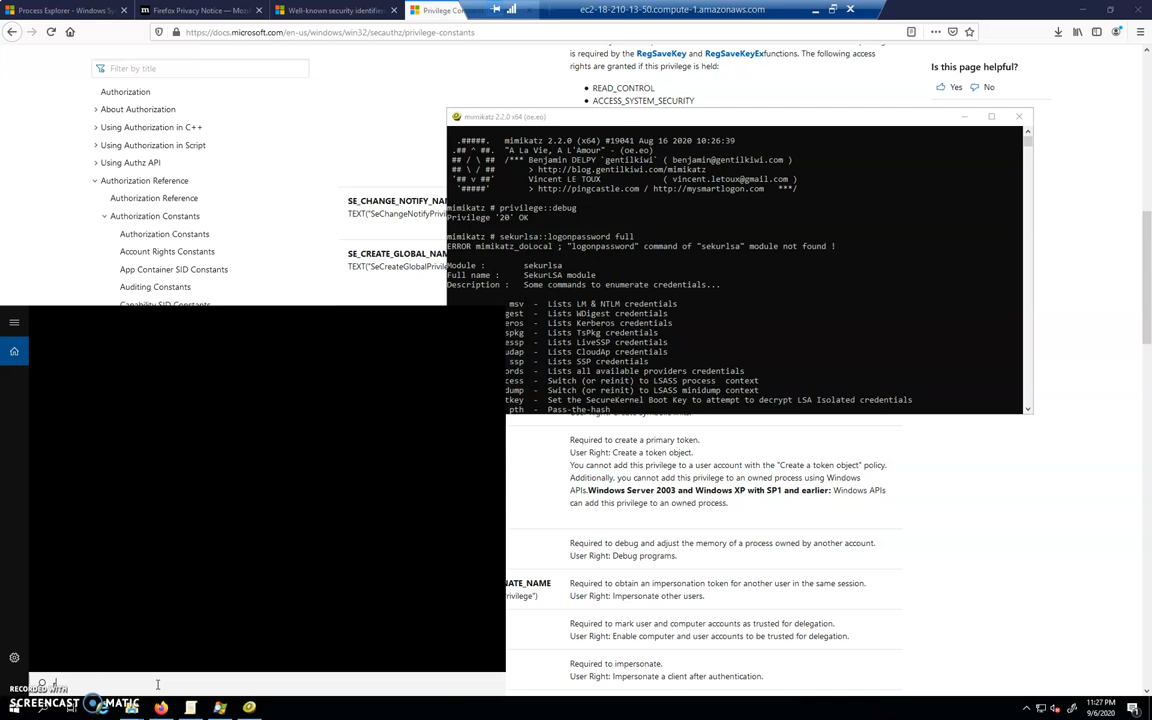 Process Explorer - Windows Sy
Firefox Privacy Notice — Mozil
Well-known security identifiers
Privilege Con
ec2-18-210-13-50.compute-1.amazonaws.com
https://docs.microsoft.com/en-us/windows/win32/secauthz/privilege-constants
Filter by title
Authorization
About Authorization
Using Authorization in C++
Using Authorization in Script
Using Authz API
Authorization Reference
Authorization Reference
Authorization Constants
Authorization Constants
Account Rights Constants
App Container SID Constants
Auditing Constants
Capability SID Constants
is required by the RegSaveKey and RegSaveKeyExfunctions. The following access
rights are granted if this privilege is held:
READ_CONTROL
ACCESS_SYSTEM_SECURITY
Is this page helpful?
Yes No
SE_CHANGE_NOTIFY_NA
TEXT("SeChangeNotifyPrivil
SE_CREATE_GLOBAL_NAM
TEXT("SeCreateGlobalPrivile
mimikatz 2.2.0 x64 (oe.eo)
.#####. mimikatz 2.2.0 (x64) #19041 Aug 16 2020 10:26:39
.## ^ ##. "A La Vie, A L'Amour" - (oe.eo)
## / \ ## /*** Benjamin DELPY `gentilkiwi` ( benjamin@gentilkiwi.com )
## \ / ## > http://blog.gentilkiwi.com/mimikatz
'## v ##' Vincent LE TOUX ( vincent.letoux@gmail.com )
'#####' > http://pingcastle.com / http://mysmartlogon.com ***/
mimikatz # privilege::debug
Privilege '20' OK
mimikatz # sekurlsa::logonpassword full
ERROR mimikatz_doLocal ; "logonpassword" command of "sekurlsa" module not found !
Module : sekurlsa
Full name : SekurLSA module
Description : Some commands to enumerate credentials...
msv - Lists LM & NTLM credentials
gest - Lists WDigest credentials
eros - Lists Kerberos credentials
spkg - Lists TsPkg credentials
essp - Lists LiveSSP credentials
udap - Lists CloudAp credentials
ssp - Lists SSP credentials
ords - Lists all available providers credentials
cess - Switch (or reinit) to LSASS process context
dump - Switch (or reinit) to LSASS minidump context
tkey - Set the SecureKernel Boot Key to attempt to decrypt LSA Isolated credentials
pth - Pass-the-hash
Required to create a primary token.
User Right: Create a token object.
You cannot add this privilege to a user account with the "Create a token object" policy.
Additionally, you cannot add this privilege to an owned process using Windows
APIs.Windows Server 2003 and Windows XP with SP1 and earlier: Windows APIs
can add this privilege to an owned process.
Required to debug and adjust the memory of a process owned by another account.
User Right: Debug programs.
NATE_NAME
rivilege")
Required to obtain an impersonation token for another user in the same session.
User Right: Impersonate other users.
Required to mark user and computer accounts as trusted for delegation.
User Right: Enable computer and user accounts to be trusted for delegation.
Required to impersonate.
User Right: Impersonate a client after authentication.
RECORDED WITH
SCREENCAST MATIC
11:27 PM
9/6/2020